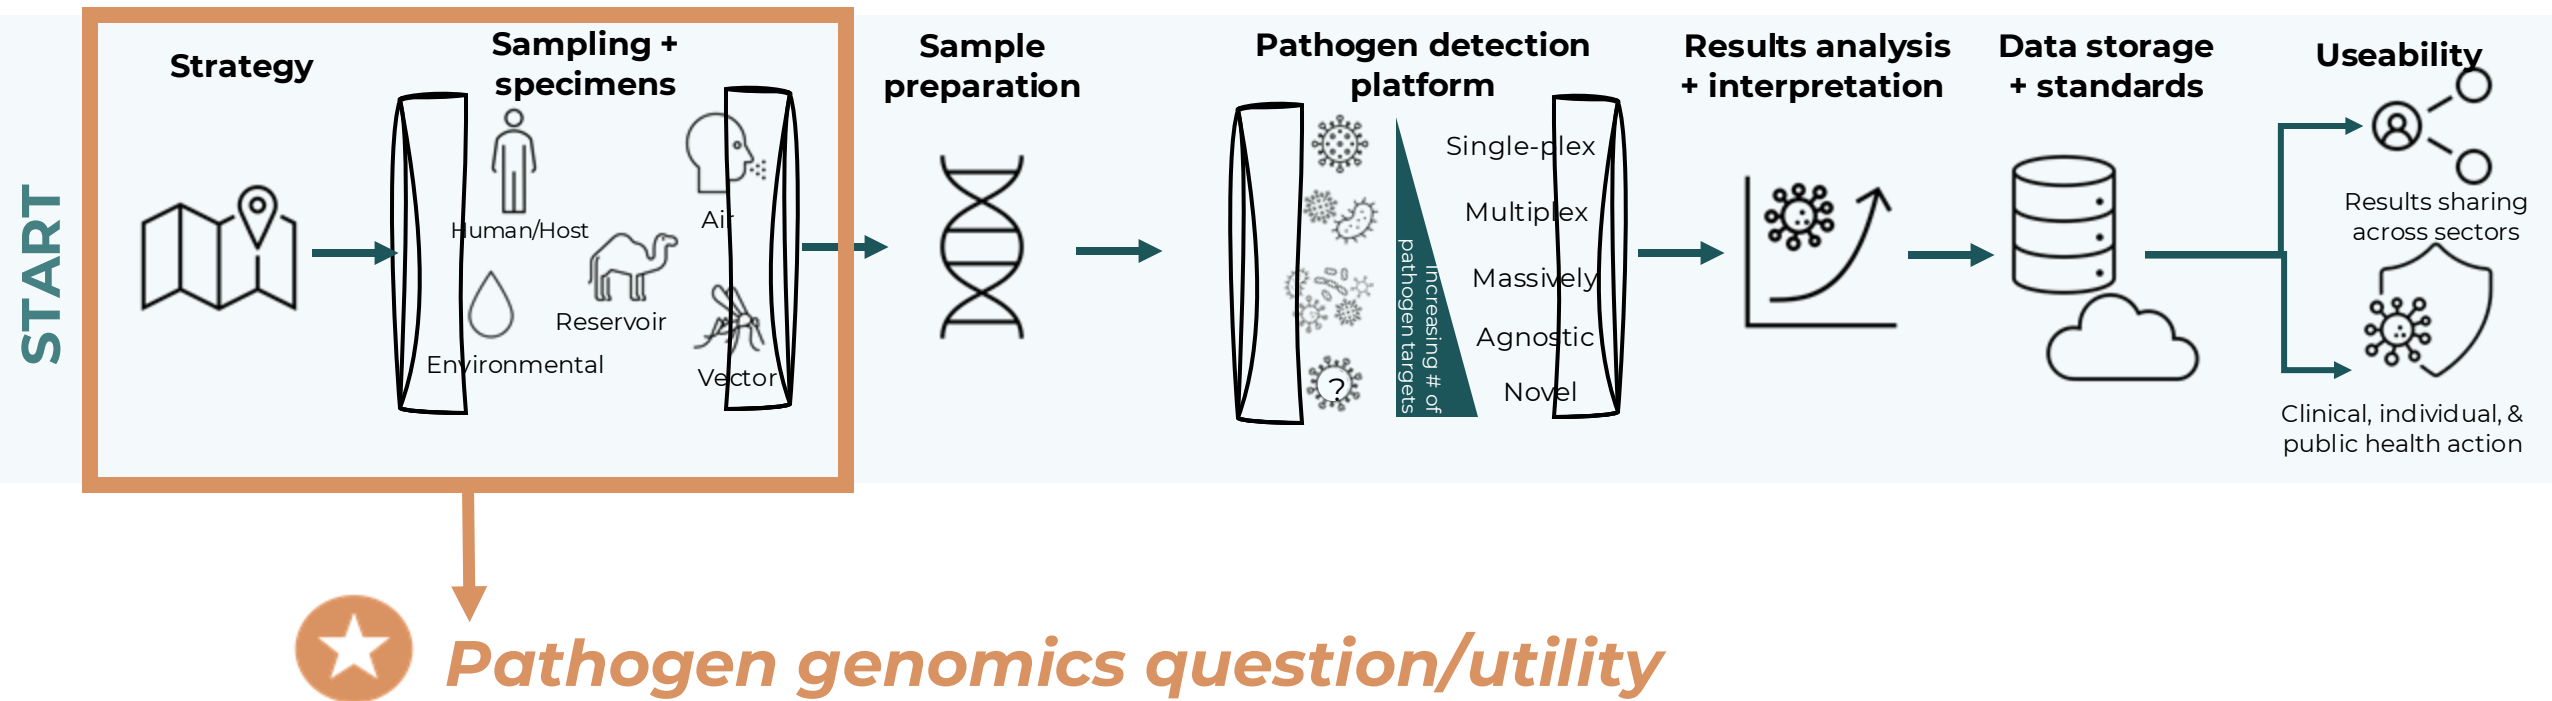 START
Strategy
Sampling +
specimens
Human/Host
Air
Reservoir
Environmental
Vector
Sample
preparation
Pathogen detection
platform
Single-plex
Multiplex
Massively
Agnostic
Novel
?
Increasing # of
pathogen targets
Results analysis
+ interpretation
Data storage
+ standards
Useability
Results sharing
across sectors
Clinical, individual, &
public health action
Pathogen genomics question/utility